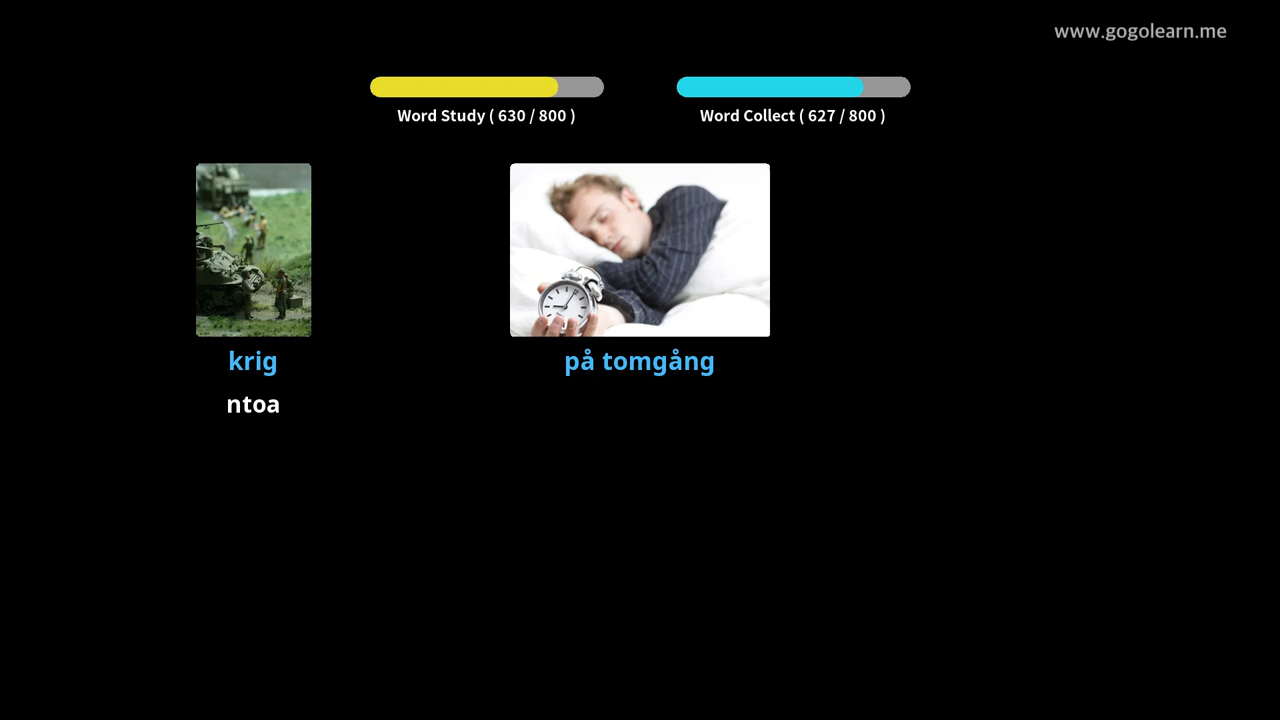 www.gogolearn.me
Word Study ( 630 / 800 )
Word Collect ( 627 / 800 )
krig
på tomgång
ntoa